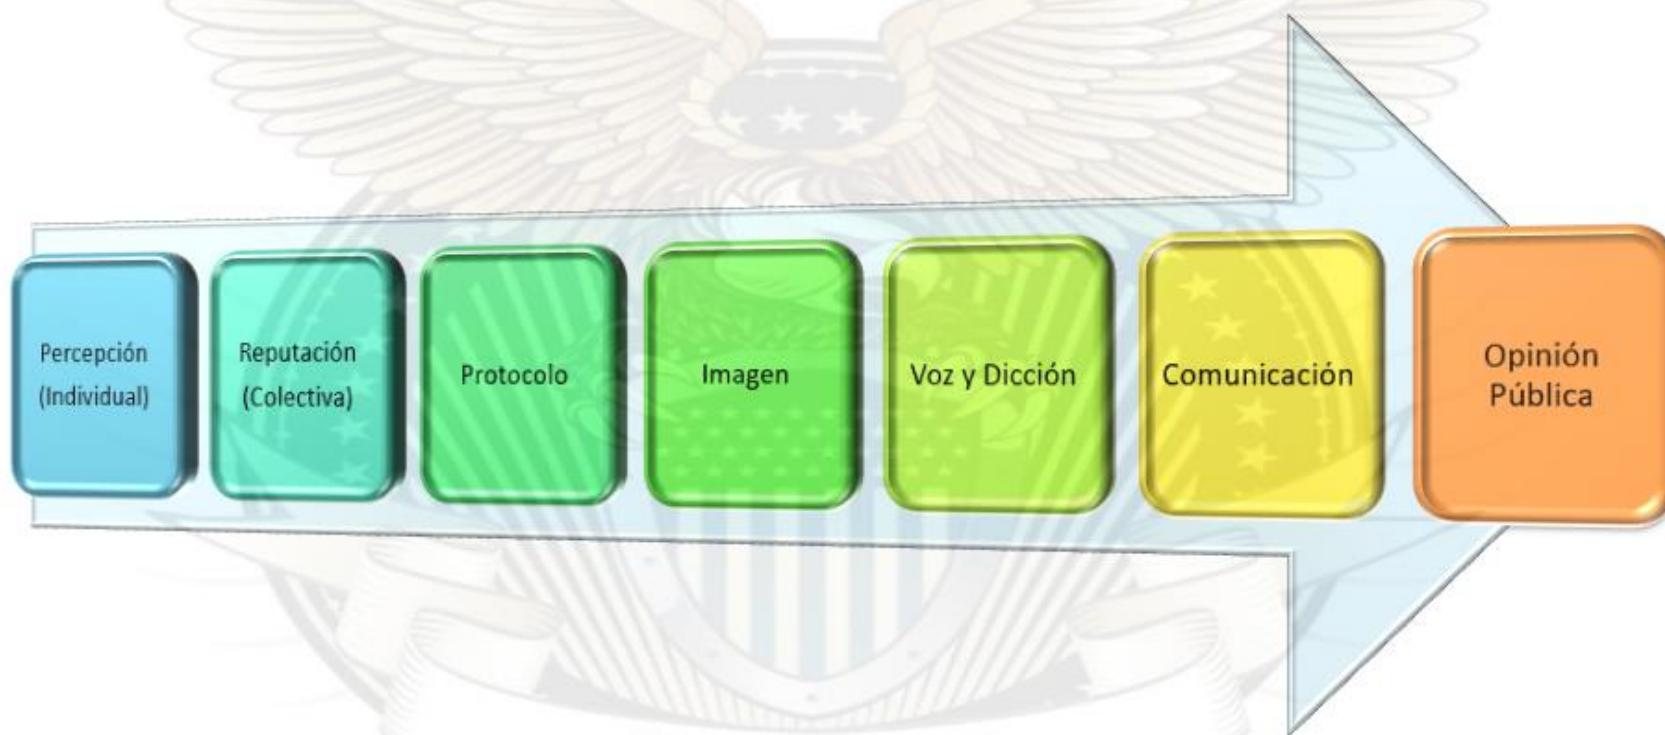 Percepción
(Individual)
Reputación
(Colectiva)
Protocolo
Imagen
Voz y Dicción
Comunicación
Opinión
Pública